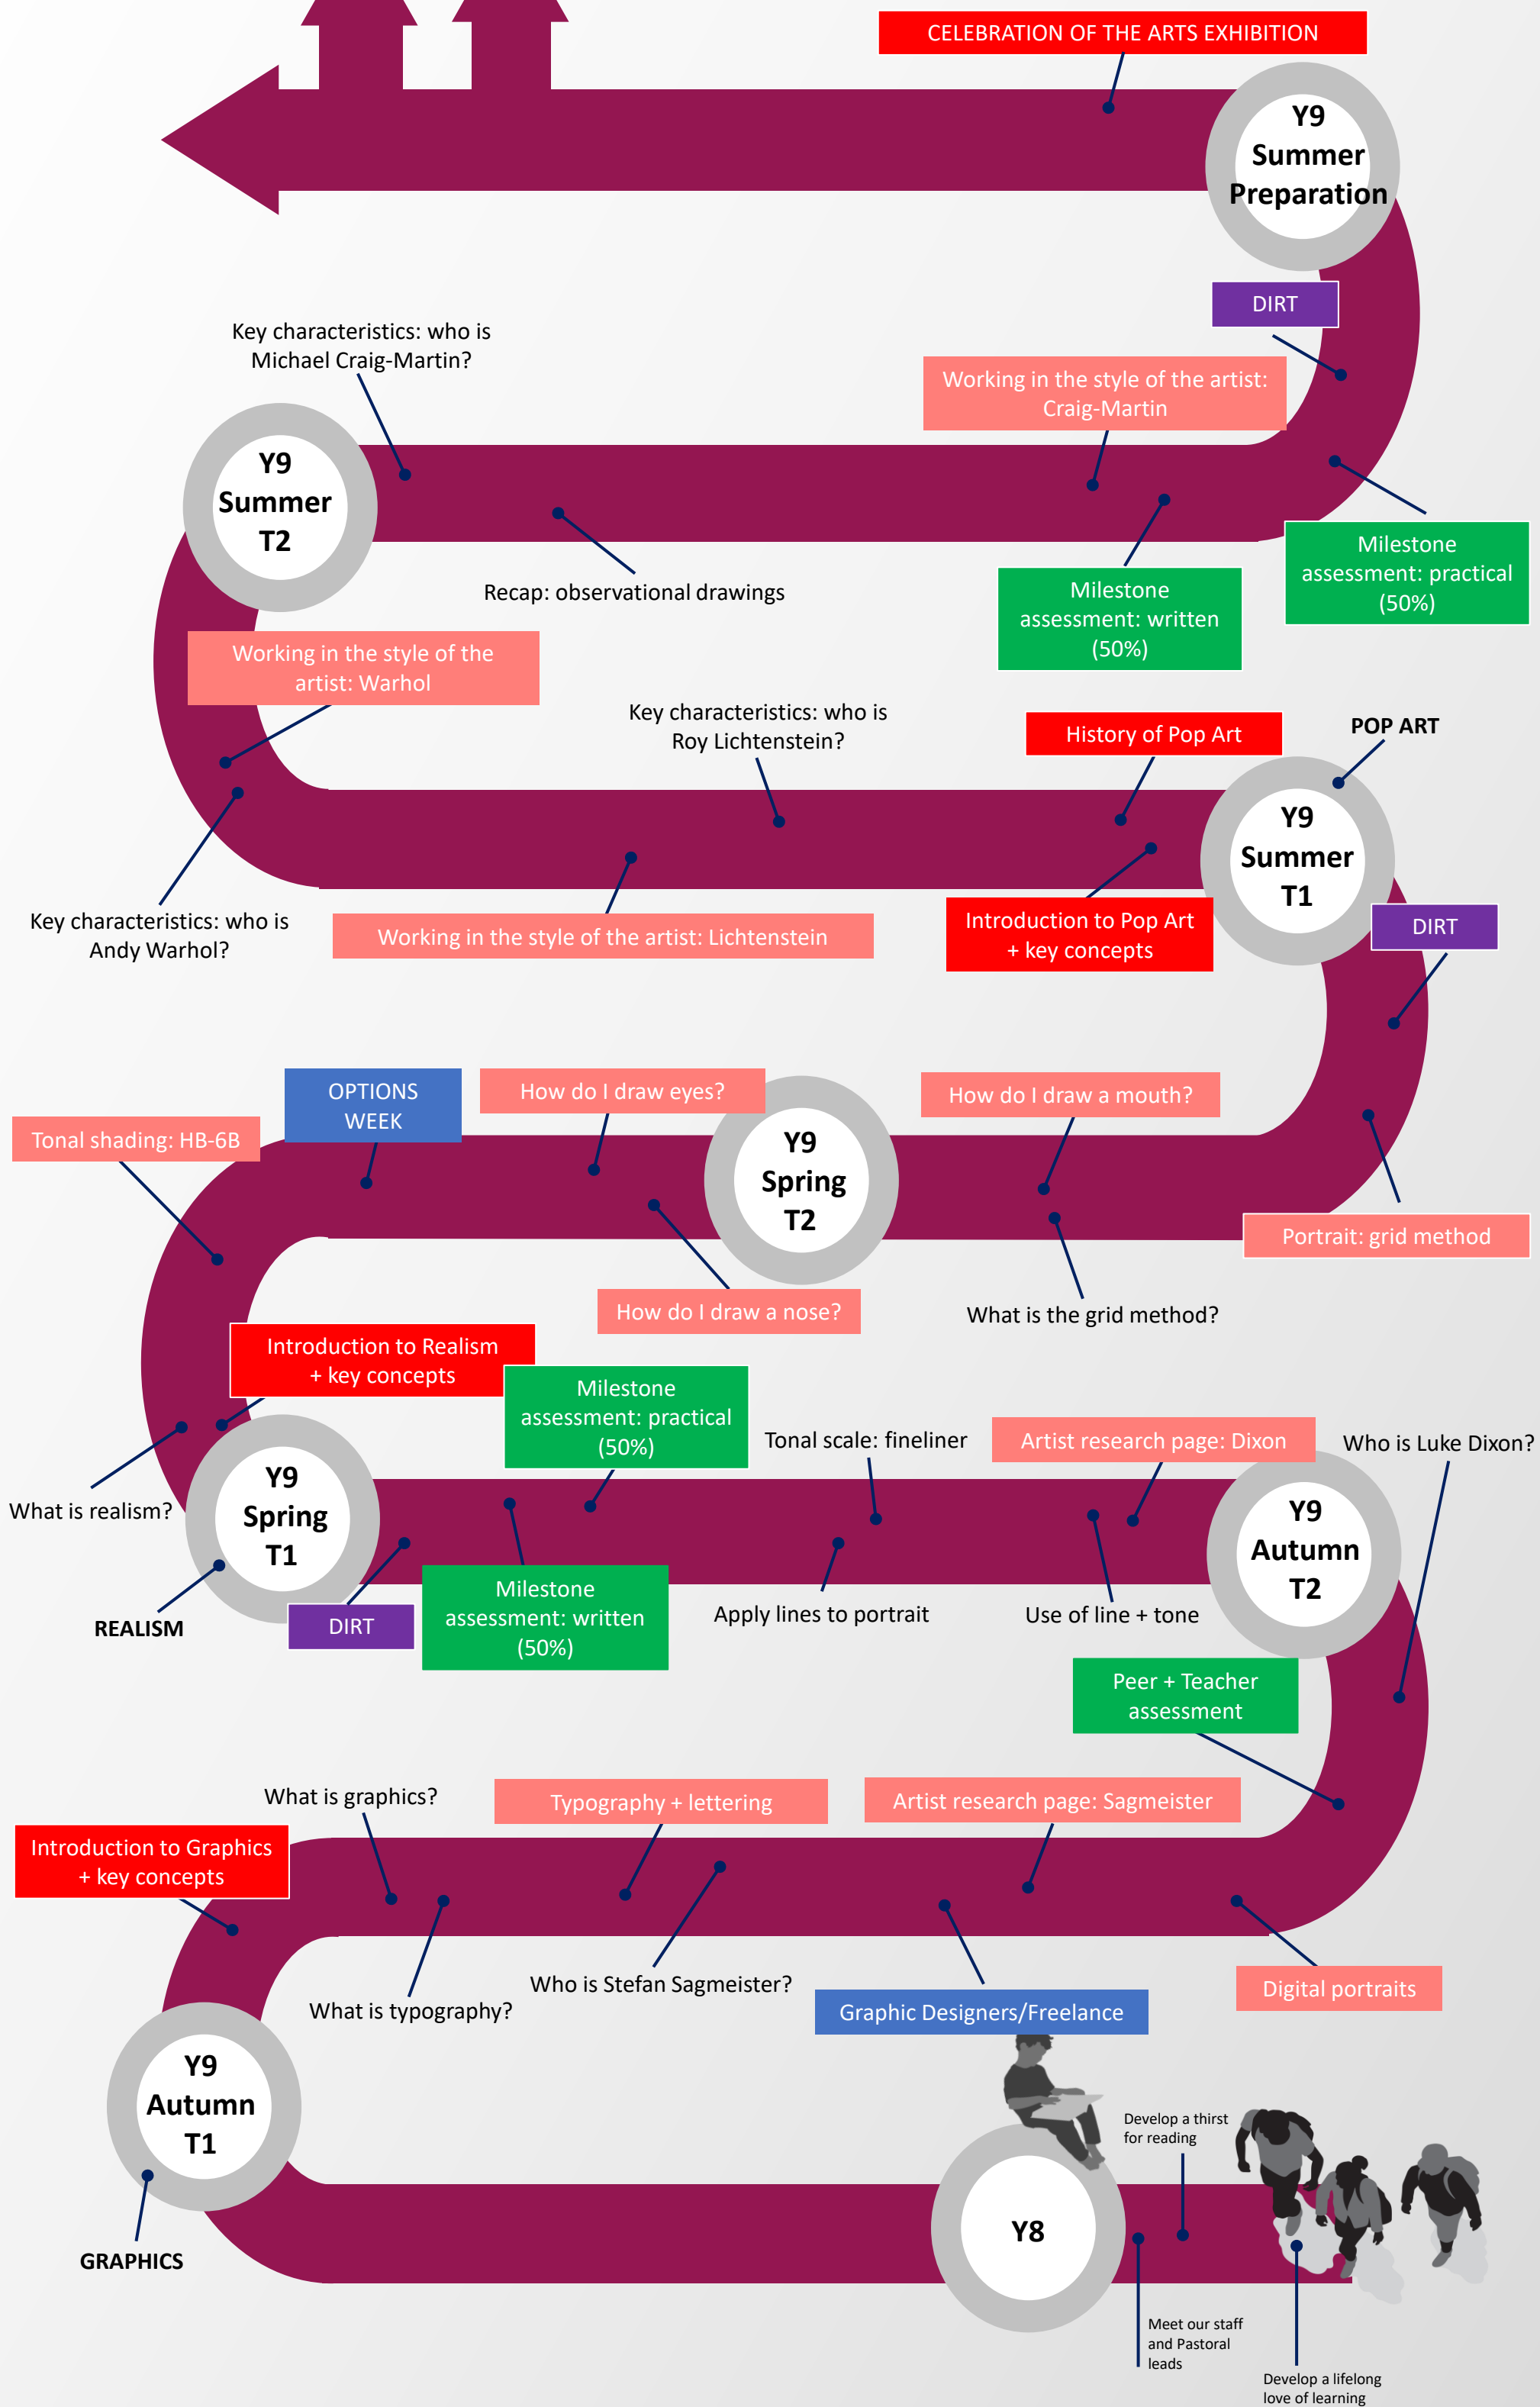 CELEBRATION OF THE ARTS EXHIBITION
Y9
Summer
Preparation
DIRT
Key characteristics: who is
Michael Craig-Martin?
Working in the style of the artist:
Craig-Martin
Y9
Summer
T2
Milestone
assessment: practical
(50%)
Recap: observational drawings
Milestone
assessment: written
(50%)
Working in the style of the
artist: Warhol
Key characteristics: who is
Roy Lichtenstein?
History of Pop Art
POP ART
Y9
Summer
T1
Key characteristics: who is
Andy Warhol?
Working in the style of the artist: Lichtenstein
Introduction to Pop Art
+ key concepts
DIRT
OPTIONS
WEEK
How do I draw eyes?
How do I draw a mouth?
Tonal shading: HB-6B
Y9
Spring
T2
Portrait: grid method
How do I draw a nose?
What is the grid method?
Introduction to Realism
+ key concepts
Milestone
assessment: practical
(50%)
Tonal scale: fineliner
Artist research page: Dixon
Who is Luke Dixon?
What is realism?
Y9
Spring
T1
Y9
Autumn
T2
REALISM
DIRT
Milestone
assessment: written
(50%)
Apply lines to portrait
Use of line + tone
Peer + Teacher
assessment
What is graphics?
Typography + lettering
Artist research page: Sagmeister
Introduction to Graphics
+ key concepts
What is typography?
Who is Stefan Sagmeister?
Graphic Designers/Freelance
Digital portraits
Y9
Autumn
T1
Develop a thirst
for reading
Y8
GRAPHICS
Meet our staff
and Pastoral
leads
Develop a lifelong
love of learning